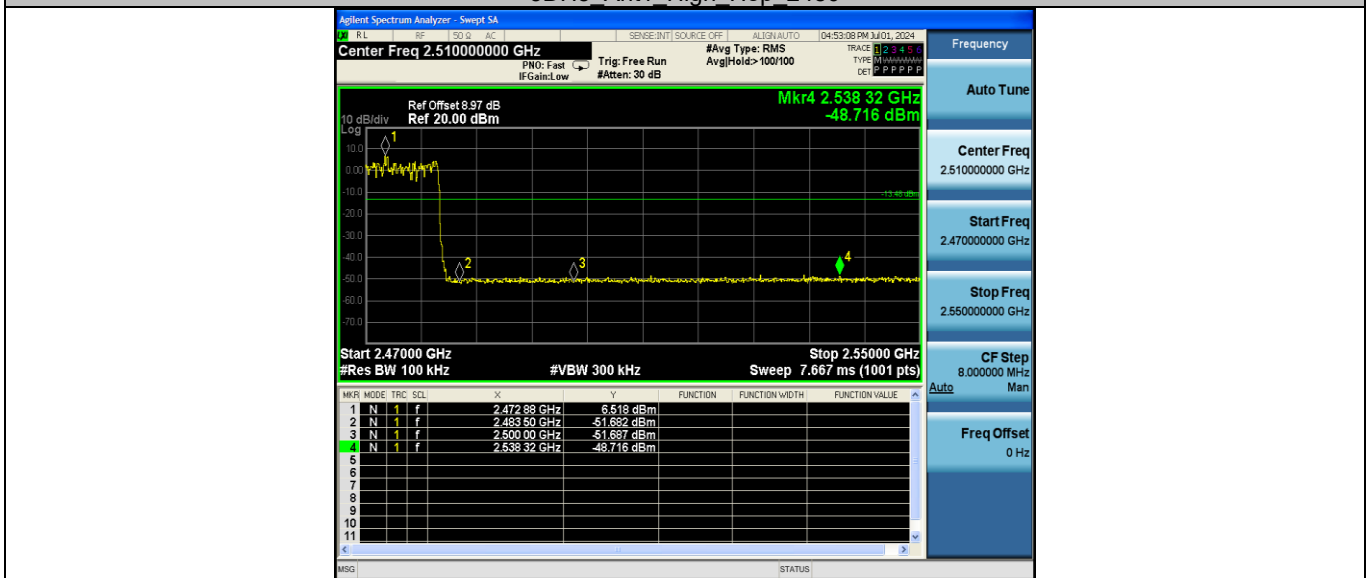 Agilent Spectrum Analyzer - Swept SA
RL RF 50 Ω AC SENSE:INT SOURCE OFF ALIGN AUTO 04:53:08 PM Jul 01, 2024
Center Freq 2.510000000 GHz
PNO: Fast
IFGain:Low
Trig: Free Run
#Atten: 30 dB
#Avg Type: RMS
Avg|Hold:>100/100
TRACE 1 2 3 4 5 6
TYPE M
DET P P P P P P
Ref Offset 8.97 dB
Ref 20.00 dBm
10 dB/div
Log
Mkr4 2.538 32 GHz
-48.716 dBm
10.0
0.00
-10.0
-20.0
-30.0
-40.0
-50.0
-60.0
-70.0
1
2
3
4
-13.48 dBm
Start 2.47000 GHz
Stop 2.55000 GHz
#Res BW 100 kHz
#VBW 300 kHz
Sweep 7.667 ms (1001 pts)
MKR MODE TRC SCL X Y FUNCTION FUNCTION WIDTH FUNCTION VALUE
1 N 1 f 2.472 88 GHz 6.518 dBm
2 N 1 f 2.483 50 GHz -51.682 dBm
3 N 1 f 2.500 00 GHz -51.687 dBm
4 N 1 f 2.538 32 GHz -48.716 dBm
5
6
7
8
9
10
11
MSG
STATUS
Frequency
Auto Tune
Center Freq
2.510000000 GHz
Start Freq
2.470000000 GHz
Stop Freq
2.550000000 GHz
CF Step
8.000000 MHz
Auto Man
Freq Offset
0 Hz